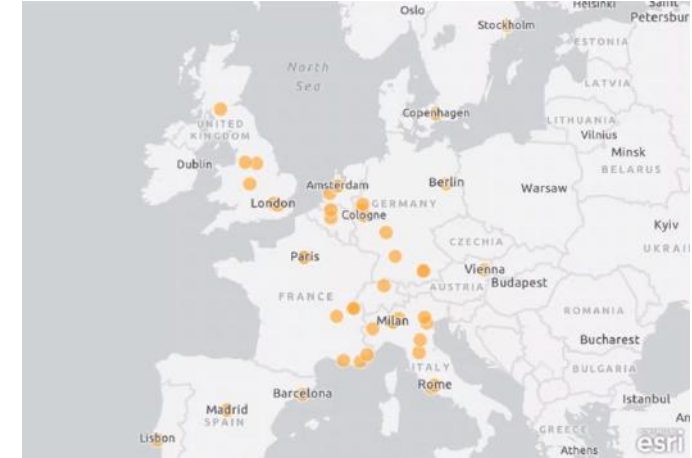 Oslo
Helsinki
Saint
Petersbur
Stockholm
ESTONIA
North
Sea
LATVIA
Copenhagen
LITHUANIA
UNITED
KINGDOM
Vilnius
Minsk
Dublin
BELARUS
Amsterdam
Berlin
Warsaw
London
GERMANY
Cologne
Kyiv
CZECHIA
UKRAI
Paris
Vienna
Budapest
AUSTRIA
FRANCE
ROMANIA
Milan
Bucharest
ITALY
BULGARIA
Rome
Barcelona
Istanbul
Madrid
SPAIN
An
GREECE
Lisbon
Athens
esri